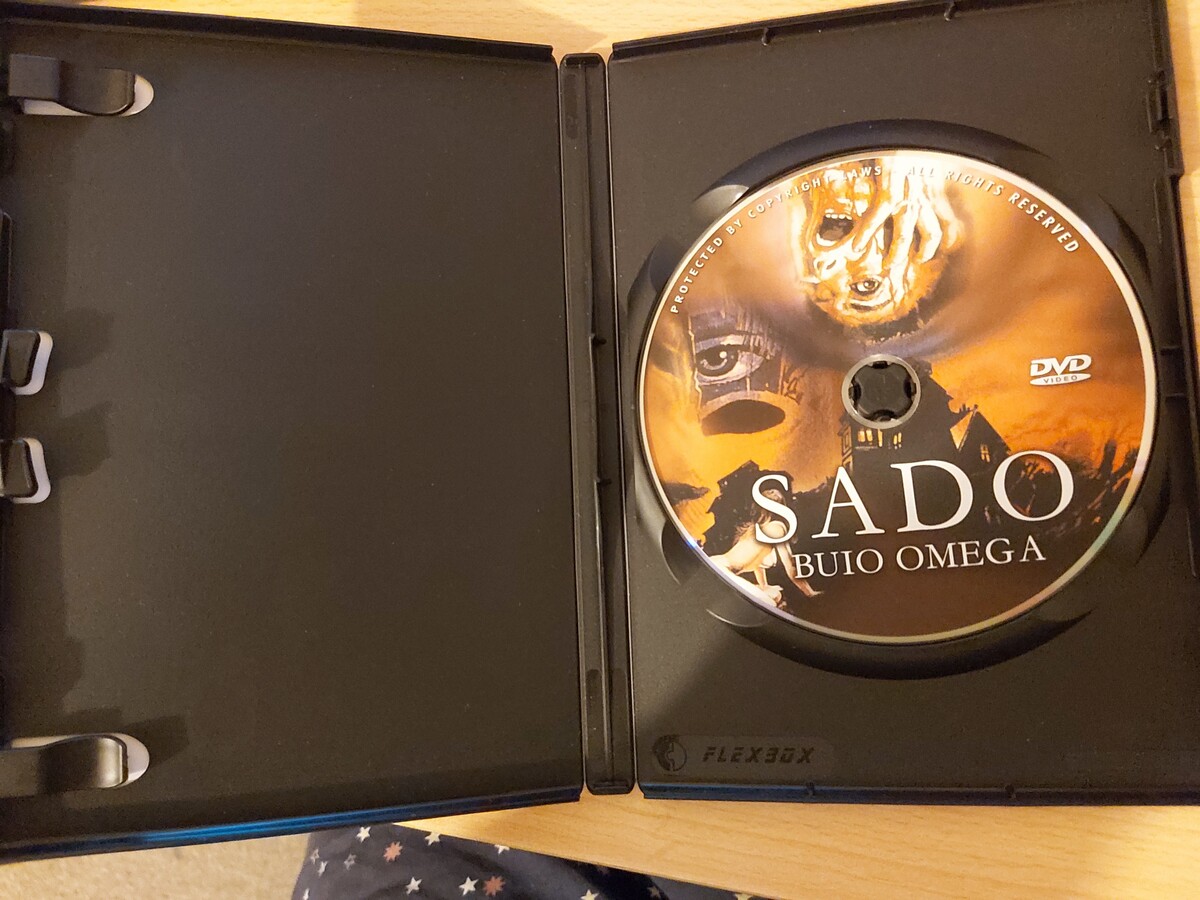 PROTECTED BY COPYRIGHT LAWS ALL RIGHTS RESERVED
DVD
VIDEO
SADO
BUIO OMEGA
FLEXBOX